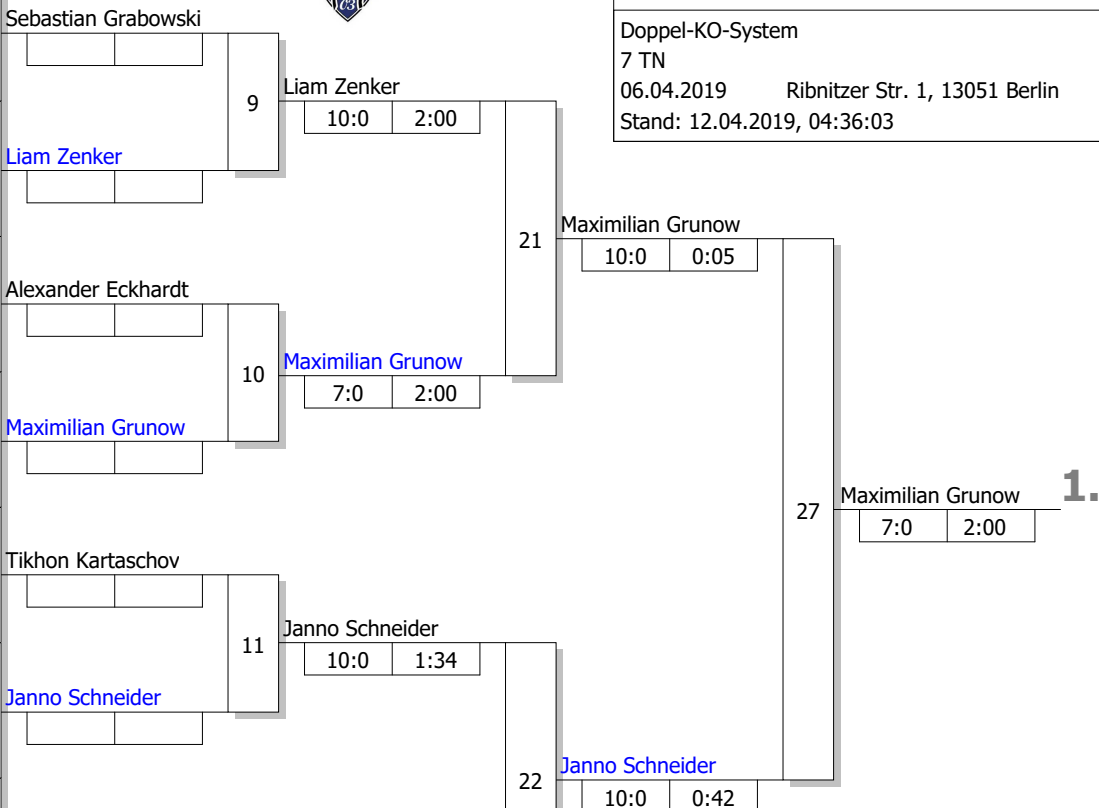 Sebastian Grabowski
Doppel-KO-System
7 TN
06.04.2019 Ribnitzer Str. 1, 13051 Berlin
Stand: 12.04.2019, 04:36:03
9
Liam Zenker
10:0 2:00
Liam Zenker
21
Maximilian Grunow
10:0 0:05
Alexander Eckhardt
10
Maximilian Grunow
7:0 2:00
Maximilian Grunow
27
Maximilian Grunow
1.
7:0 2:00
Tikhon Kartaschov
11
Janno Schneider
10:0 1:34
Janno Schneider
22
Janno Schneider
10:0 0:42